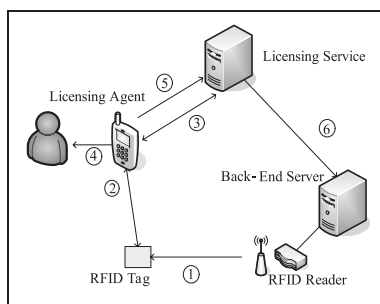 Licensing Service
⑤
Licensing Agent
③
④
⑥
②
Back- End Server
①
RFID Tag
RFID Reader